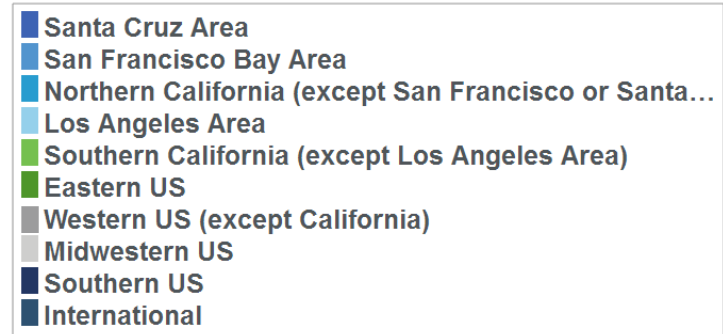 Santa Cruz Area
San Francisco Bay Area
Northern California (except San Francisco or Santa...
Los Angeles Area
Southern California (except Los Angeles Area)
Eastern US
Western US (except California)
Midwestern US
Southern US
International